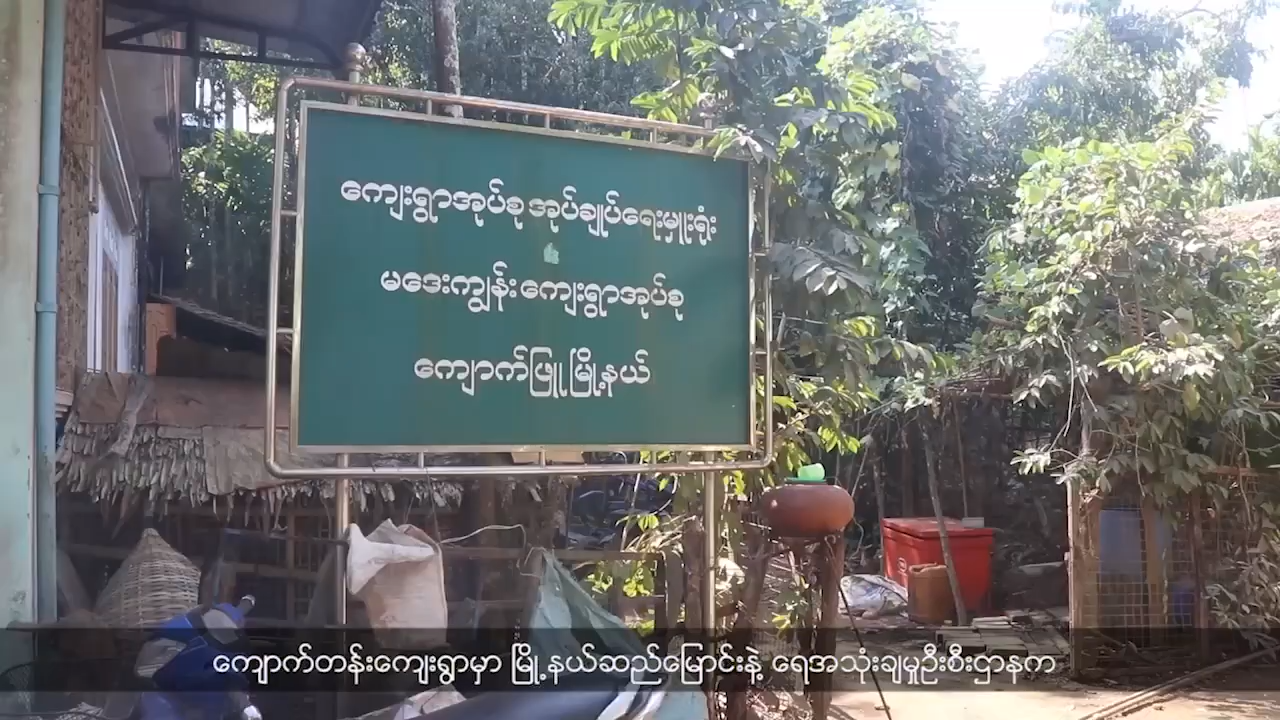 ကျေးရွာအုပ်စုအုပ်ချုပ်ရေးမှူးရုံး
မဒေးကျွန်းကျေးရွာအုပ်စု
ကျောက်ဖြူမြို့နယ်
ကျောက်တန်းကျေးရွာမှာ မြို့နယ်ဆည်မြောင်းနဲ့ ရေအသုံးချမှုဦးစီးဌာနက